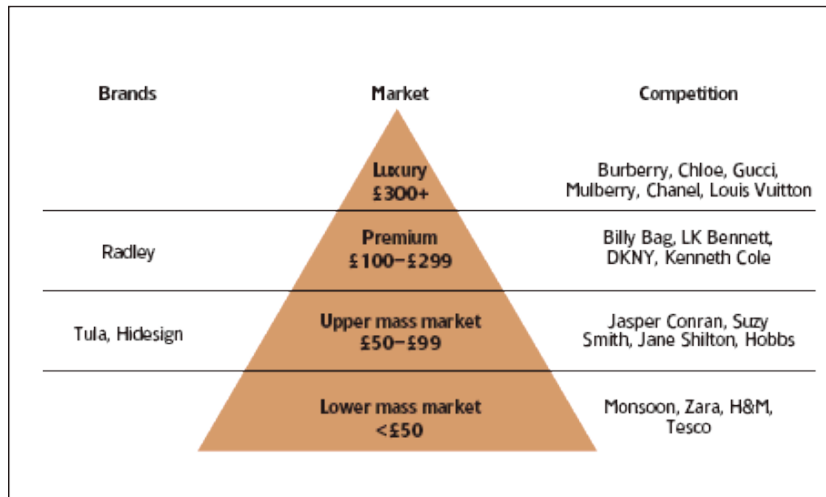 Brands
Market
Competition
Luxury
£300+
Burberry, Chloe, Gucci,
Mulberry, Chanel, Louis Vuitton
Radley
Premium
£100–£299
Billy Bag, LK Bennett,
DKNY, Kenneth Cole
Tula, Hidesign
Upper mass market
£50–£99
Jasper Conran, Suzy
Smith, Jane Shilton, Hobbs
Lower mass market
<£50
Monsoon, Zara, H&M,
Tesco